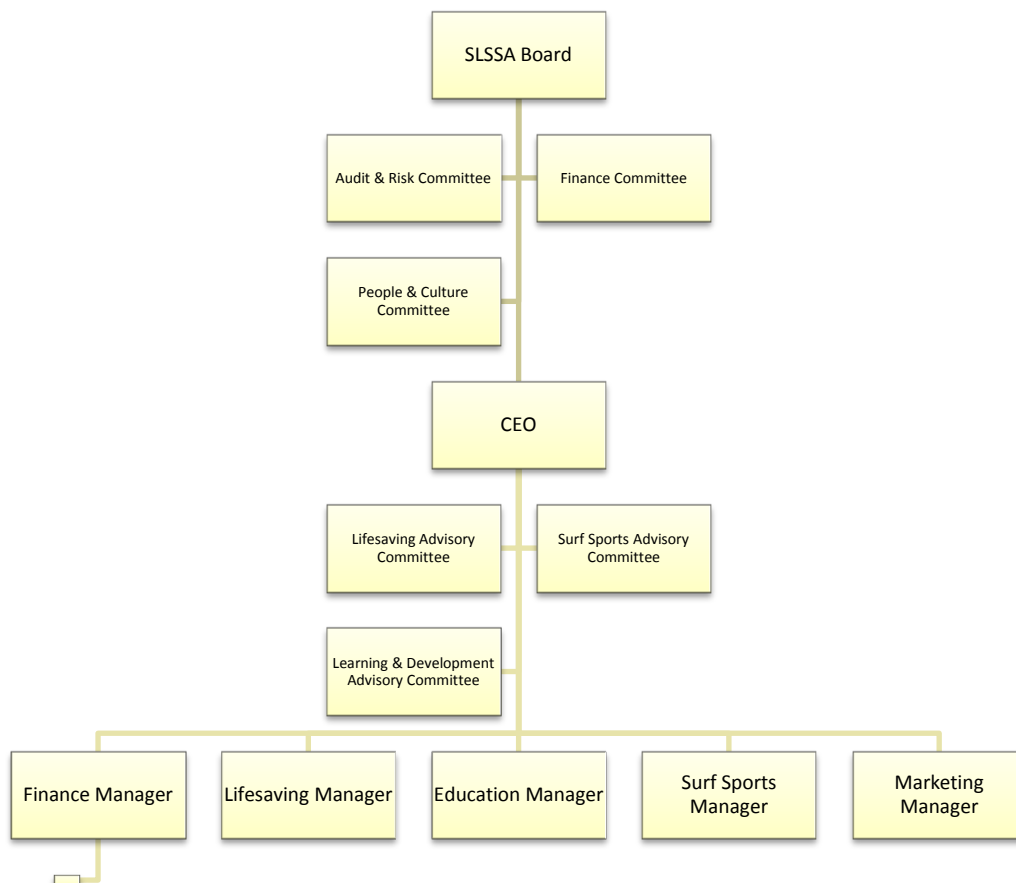 SLSSA Board
Audit & Risk Committee
Finance Committee
People & Culture
Committee
CEO
Lifesaving Advisory
Committee
Surf Sports Advisory
Committee
Learning & Development
Advisory Committee
Finance Manager
Lifesaving Manager
Education Manager
Surf Sports
Manager
Marketing
Manager